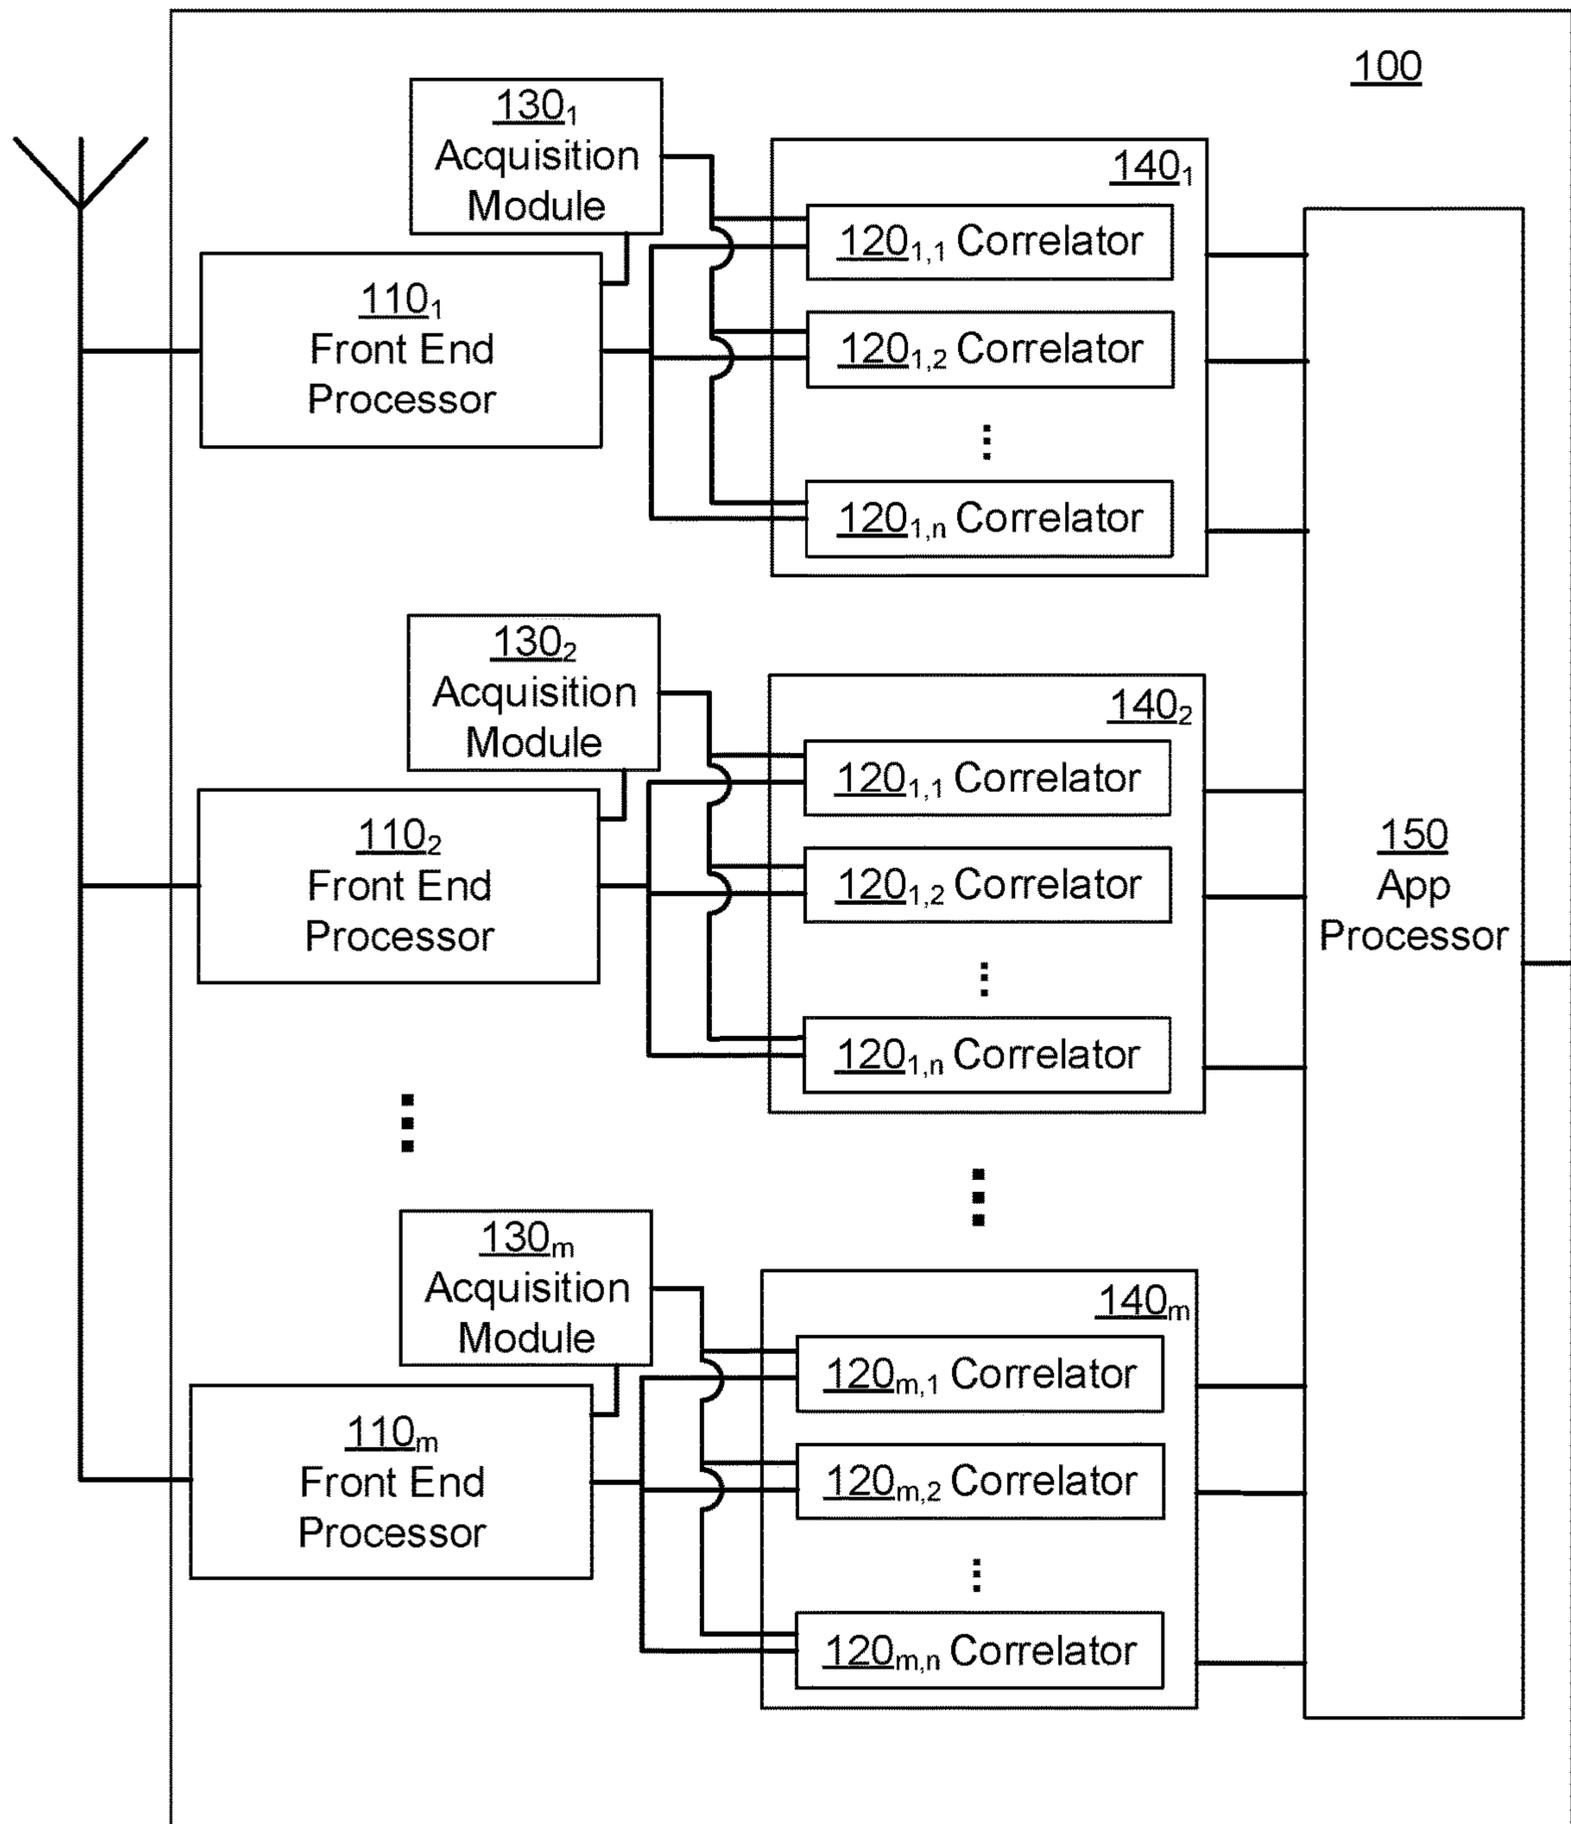 100
130₁
Acquisition
Module
140₁
120₁,₁ Correlator
110₁
Front End
Processor
120₁,₂ Correlator
120₁,ₙ Correlator
130₂
Acquisition
Module
140₂
120₁,₁ Correlator
110₂
Front End
Processor
120₁,₂ Correlator
120₁,ₙ Correlator
150
App
Processor
130ₘ
Acquisition
Module
140ₘ
120ₘ,₁ Correlator
110ₘ
Front End
Processor
120ₘ,₂ Correlator
120ₘ,ₙ Correlator